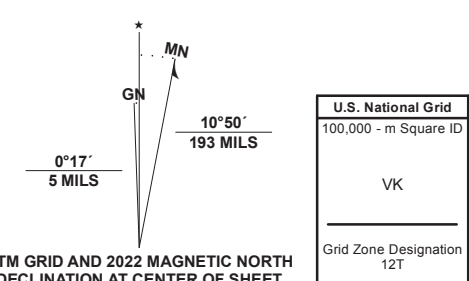 ★
MN
GN
10°50´
193 MILS
0°17´
5 MILS
TM GRID AND 2022 MAGNETIC NORTH
DECLINATION AT CENTER OF SHEET
U.S. National Grid
100,000 - m Square ID
VK
Grid Zone Designation
12T